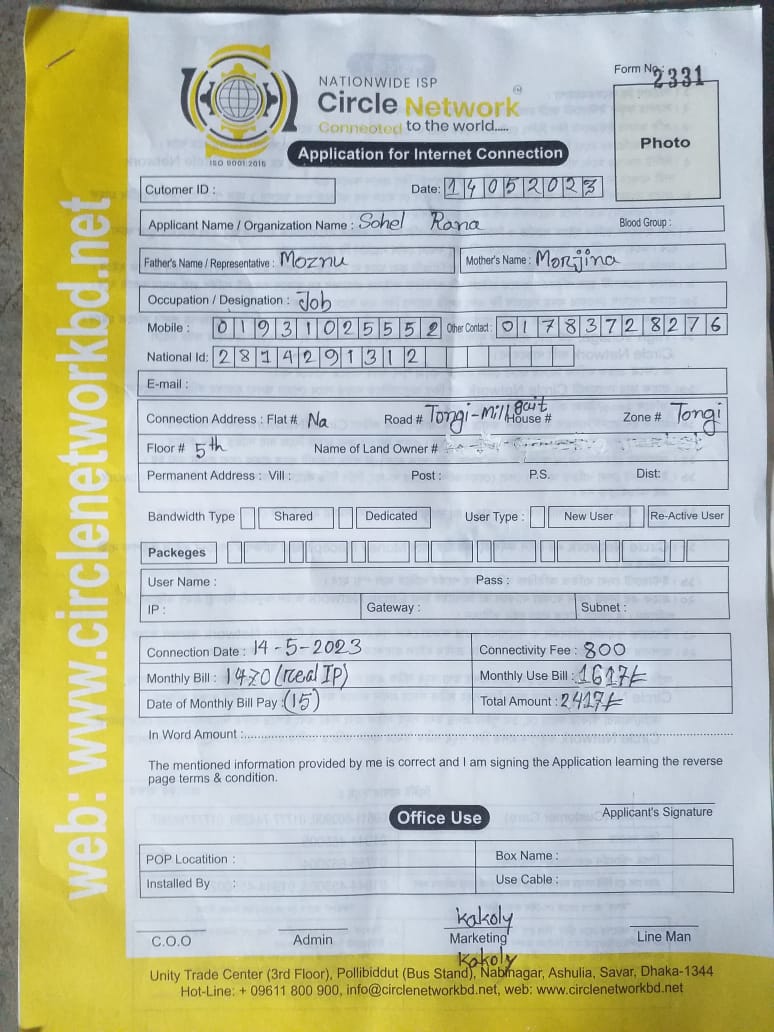 Form No.: 2331
NATIONWIDE ISP
Circle Network
Connected to the world.....
ISO 9001:2015
Photo
Application for Internet Connection
Cutomer ID :
Date: 14052023
Applicant Name / Organization Name : Sohel Rana
Blood Group :
Father's Name / Representative : Moznu
Mother's Name : Morijina
Occupation / Designation : Job
Mobile : 01931025552 Other Contact : 01783728276
National Id: 2814291312
E-mail :
Connection Address : Flat # Na Road # Tongi-Millgait House # Zone # Tongi
Floor # 5th Name of Land Owner #
Permanent Address : Vill : Post : P.S. Dist:
Bandwidth Type Shared Dedicated User Type : New User Re-Active User
Packeges
User Name : Pass :
IP : Gateway : Subnet :
Connection Date : 14-5-2023 Connectivity Fee : 800
Monthly Bill : 1470 (real IP) Monthly Use Bill : 1617
Date of Monthly Bill Pay : (15) Total Amount : 2417
In Word Amount :
The mentioned information provided by me is correct and I am signing the Application learning the reverse
page terms & condition.
Applicant's Signature
Office Use
POP Locatition : Box Name :
Installed By : Use Cable :
Kakoly
C.O.O Admin Marketing Line Man
Kakoly
Unity Trade Center (3rd Floor), Pollibiddut (Bus Stand), Nabinagar, Ashulia, Savar, Dhaka-1344
Hot-Line: + 09611 800 900, info@circlenetworkbd.net, web: www.circlenetworkbd.net
web: www.circlenetworkbd.net